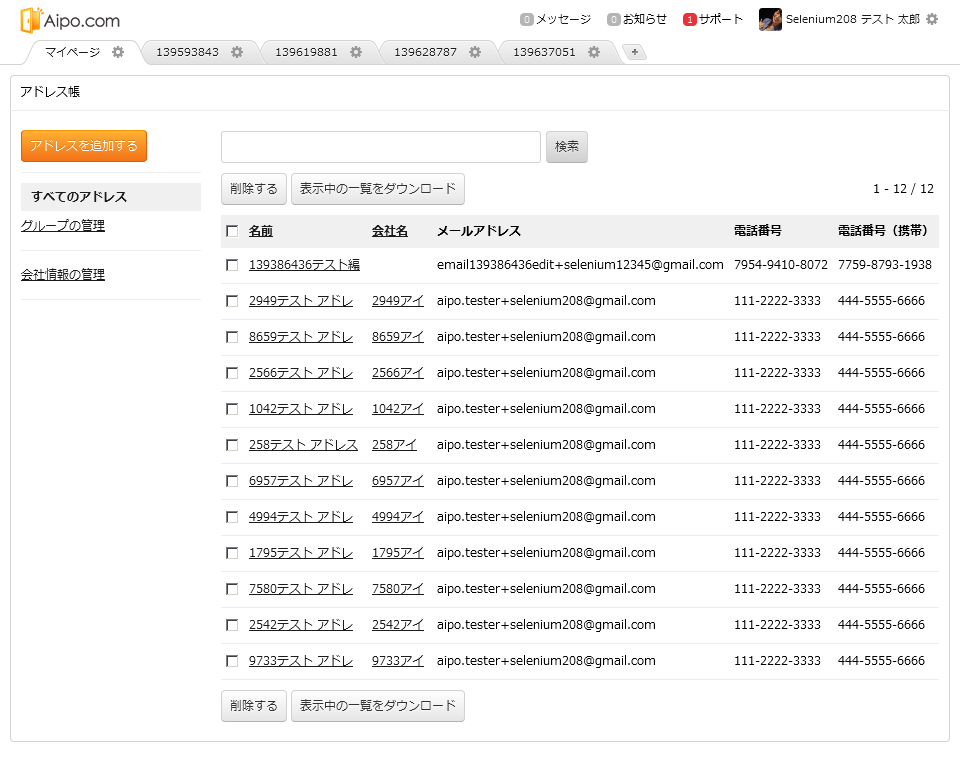 Aipo.com 0 メッセージ 0 お知らせ 1 サポート Selenium208 テスト 太郎
マイページ 139593843 139619881 139628787 139637051 +
アドレス帳
アドレスを追加する 検索
すべてのアドレス
グループの管理
会社情報の管理
削除する 表示中の一覧をダウンロード 1 - 12 / 12
名前 会社名 メールアドレス 電話番号 電話番号（携帯）
139386436テスト編 email139386436edit+selenium12345@gmail.com 7954-9410-8072 7759-8793-1938
2949テスト アドレ 2949アイ aipo.tester+selenium208@gmail.com 111-2222-3333 444-5555-6666
8659テスト アドレ 8659アイ aipo.tester+selenium208@gmail.com 111-2222-3333 444-5555-6666
2566テスト アドレ 2566アイ aipo.tester+selenium208@gmail.com 111-2222-3333 444-5555-6666
1042テスト アドレ 1042アイ aipo.tester+selenium208@gmail.com 111-2222-3333 444-5555-6666
258テスト アドレス 258アイ aipo.tester+selenium208@gmail.com 111-2222-3333 444-5555-6666
6957テスト アドレ 6957アイ aipo.tester+selenium208@gmail.com 111-2222-3333 444-5555-6666
4994テスト アドレ 4994アイ aipo.tester+selenium208@gmail.com 111-2222-3333 444-5555-6666
1795テスト アドレ 1795アイ aipo.tester+selenium208@gmail.com 111-2222-3333 444-5555-6666
7580テスト アドレ 7580アイ aipo.tester+selenium208@gmail.com 111-2222-3333 444-5555-6666
2542テスト アドレ 2542アイ aipo.tester+selenium208@gmail.com 111-2222-3333 444-5555-6666
9733テスト アドレ 9733アイ aipo.tester+selenium208@gmail.com 111-2222-3333 444-5555-6666
削除する 表示中の一覧をダウンロード